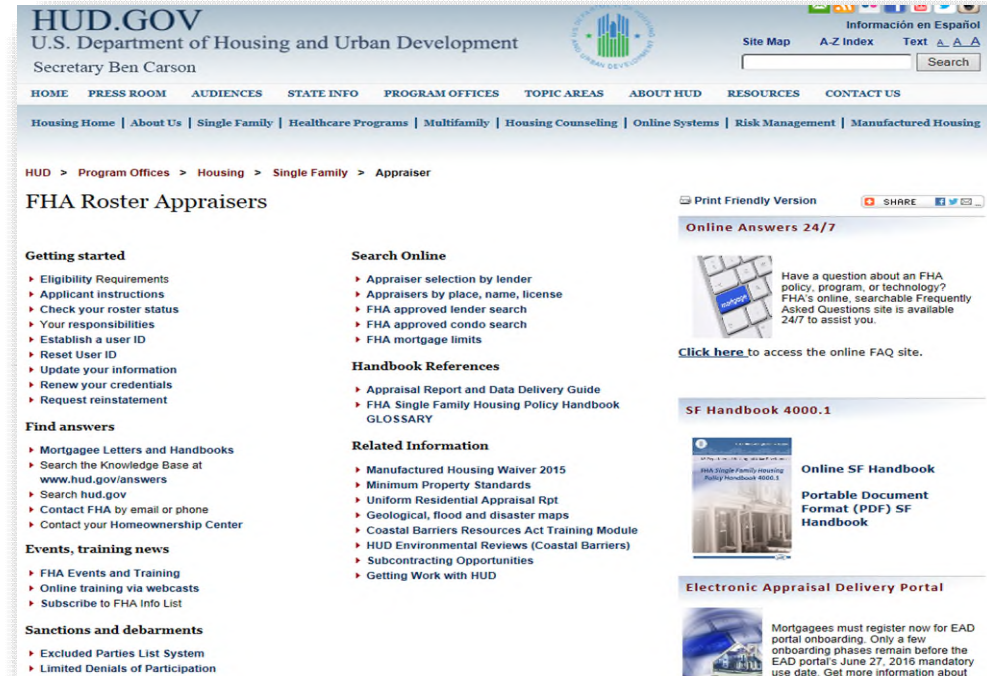 HUD.GOV
U.S. Department of Housing and Urban Development
Secretary Ben Carson
Información en Español
Site Map A-Z Index Text A A A
Search
HOME PRESS ROOM AUDIENCES STATE INFO PROGRAM OFFICES TOPIC AREAS ABOUT HUD RESOURCES CONTACT US
Housing Home | About Us | Single Family | Healthcare Programs | Multifamily | Housing Counseling | Online Systems | Risk Management | Manufactured Housing
HUD > Program Offices > Housing > Single Family > Appraiser
FHA Roster Appraisers
Getting started
Eligibility Requirements
Applicant instructions
Check your roster status
Your responsibilities
Establish a user ID
Reset User ID
Update your information
Renew your credentials
Request reinstatement
Find answers
Mortgagee Letters and Handbooks
Search the Knowledge Base at
www.hud.gov/answers
Search hud.gov
Contact FHA by email or phone
Contact your Homeownership Center
Events, training news
FHA Events and Training
Online training via webcasts
Subscribe to FHA Info List
Sanctions and debarments
Excluded Parties List System
Limited Denials of Participation
Search Online
Appraiser selection by lender
Appraisers by place, name, license
FHA approved lender search
FHA approved condo search
FHA mortgage limits
Handbook References
Appraisal Report and Data Delivery Guide
FHA Single Family Housing Policy Handbook
GLOSSARY
Related Information
Manufactured Housing Waiver 2015
Minimum Property Standards
Uniform Residential Appraisal Rpt
Geological, flood and disaster maps
Coastal Barriers Resources Act Training Module
HUD Environmental Reviews (Coastal Barriers)
Subcontracting Opportunities
Getting Work with HUD
Print Friendly Version SHARE
Online Answers 24/7
mortgage
Have a question about an FHA
policy, program, or technology?
FHA's online, searchable Frequently
Asked Questions site is available
24/7 to assist you.
Click here to access the online FAQ site.
SF Handbook 4000.1
FHA Single Family Housing
Policy Handbook 4000.1
Online SF Handbook
Portable Document
Format (PDF) SF
Handbook
Electronic Appraisal Delivery Portal
Mortgagees must register now for EAD
portal onboarding. Only a few
onboarding phases remain before the
EAD portal's June 27, 2016 mandatory
use date. Get more information about